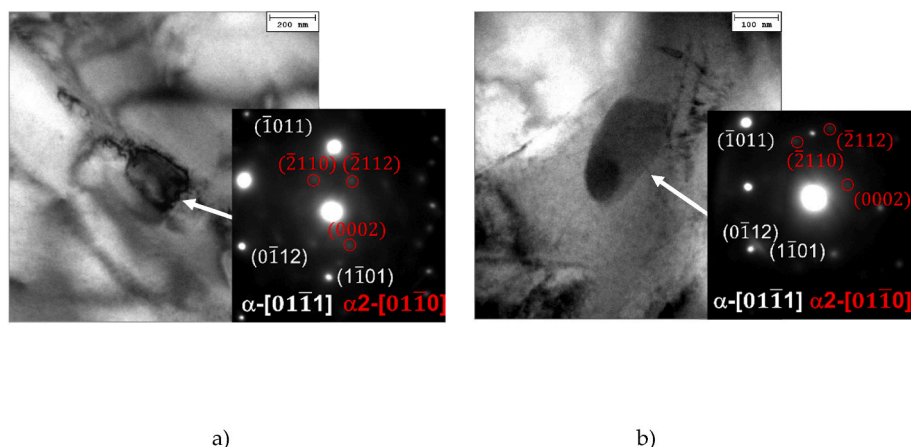 200 nm
(1̅011)
(2̅110) (2̅112)
(0002)
(01̅12)
(11̅01)
α-[011̅1] α2-[011̅0]
a)
100 nm
(1̅011)
(2̅112)
(2̅110)
(0002)
(01̅12)
(11̅01)
α-[011̅1] α2-[011̅0]
b)